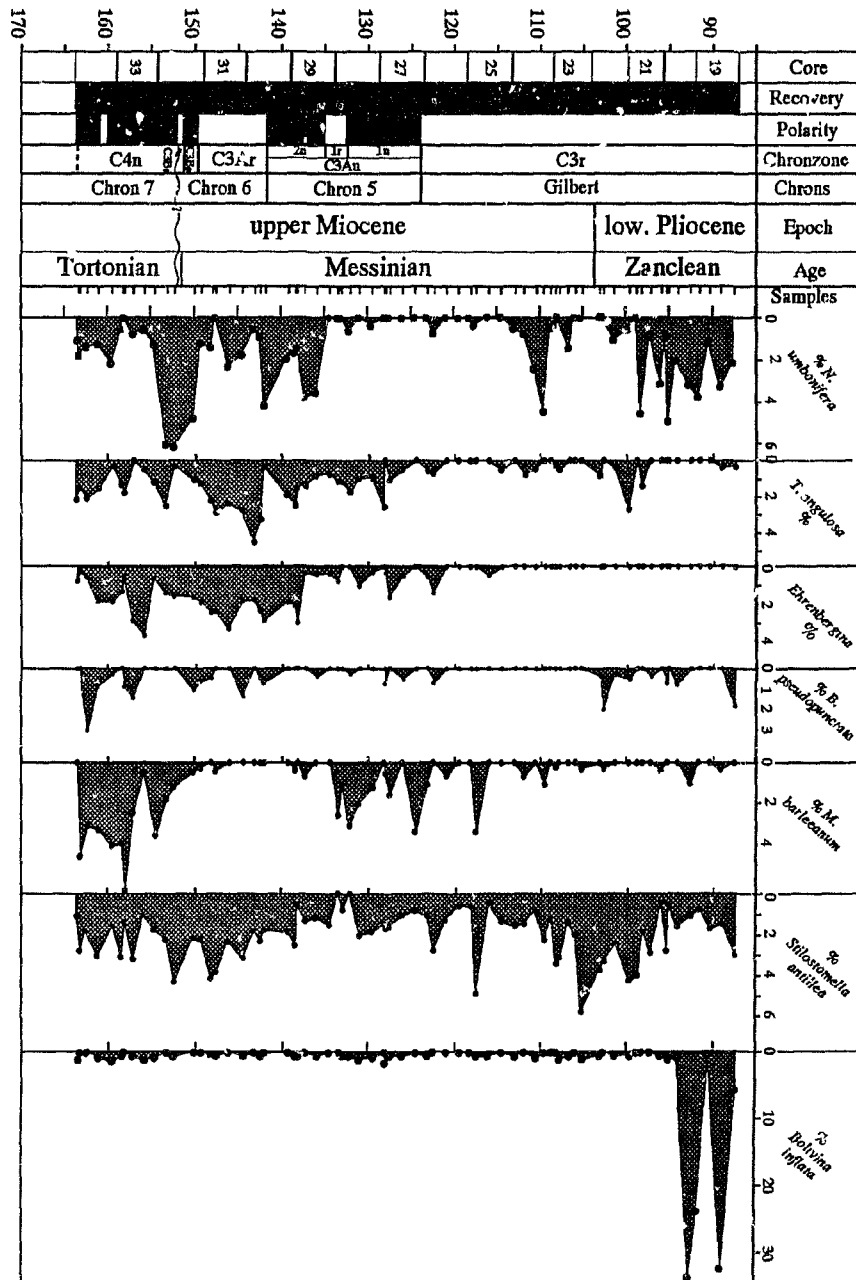 170 160 150 140 130 120 110 100 90
33 31 29 27 25 23 21 19 Core
Recovery
Polarity
C4n C3Ar 2n 1r 1n C3An C3r Chronzone
Chron 7 Chron 6 Chron 5 Gilbert Chrons
upper Miocene low. Pliocene Epoch
Tortonian Messinian Zanclean Age
Samples
0 2 4 6
% N.
umbonifera
0 2 4
T. angulosa
%
0 2 4
Ehrenbergina
%
0 1 2 3
% B.
pseudopunctata
0 2 4
% M.
barleeanum
0 2 4 6
%
Stilostomella
antillea
0 10 20 30
%
Bolivina
inflata